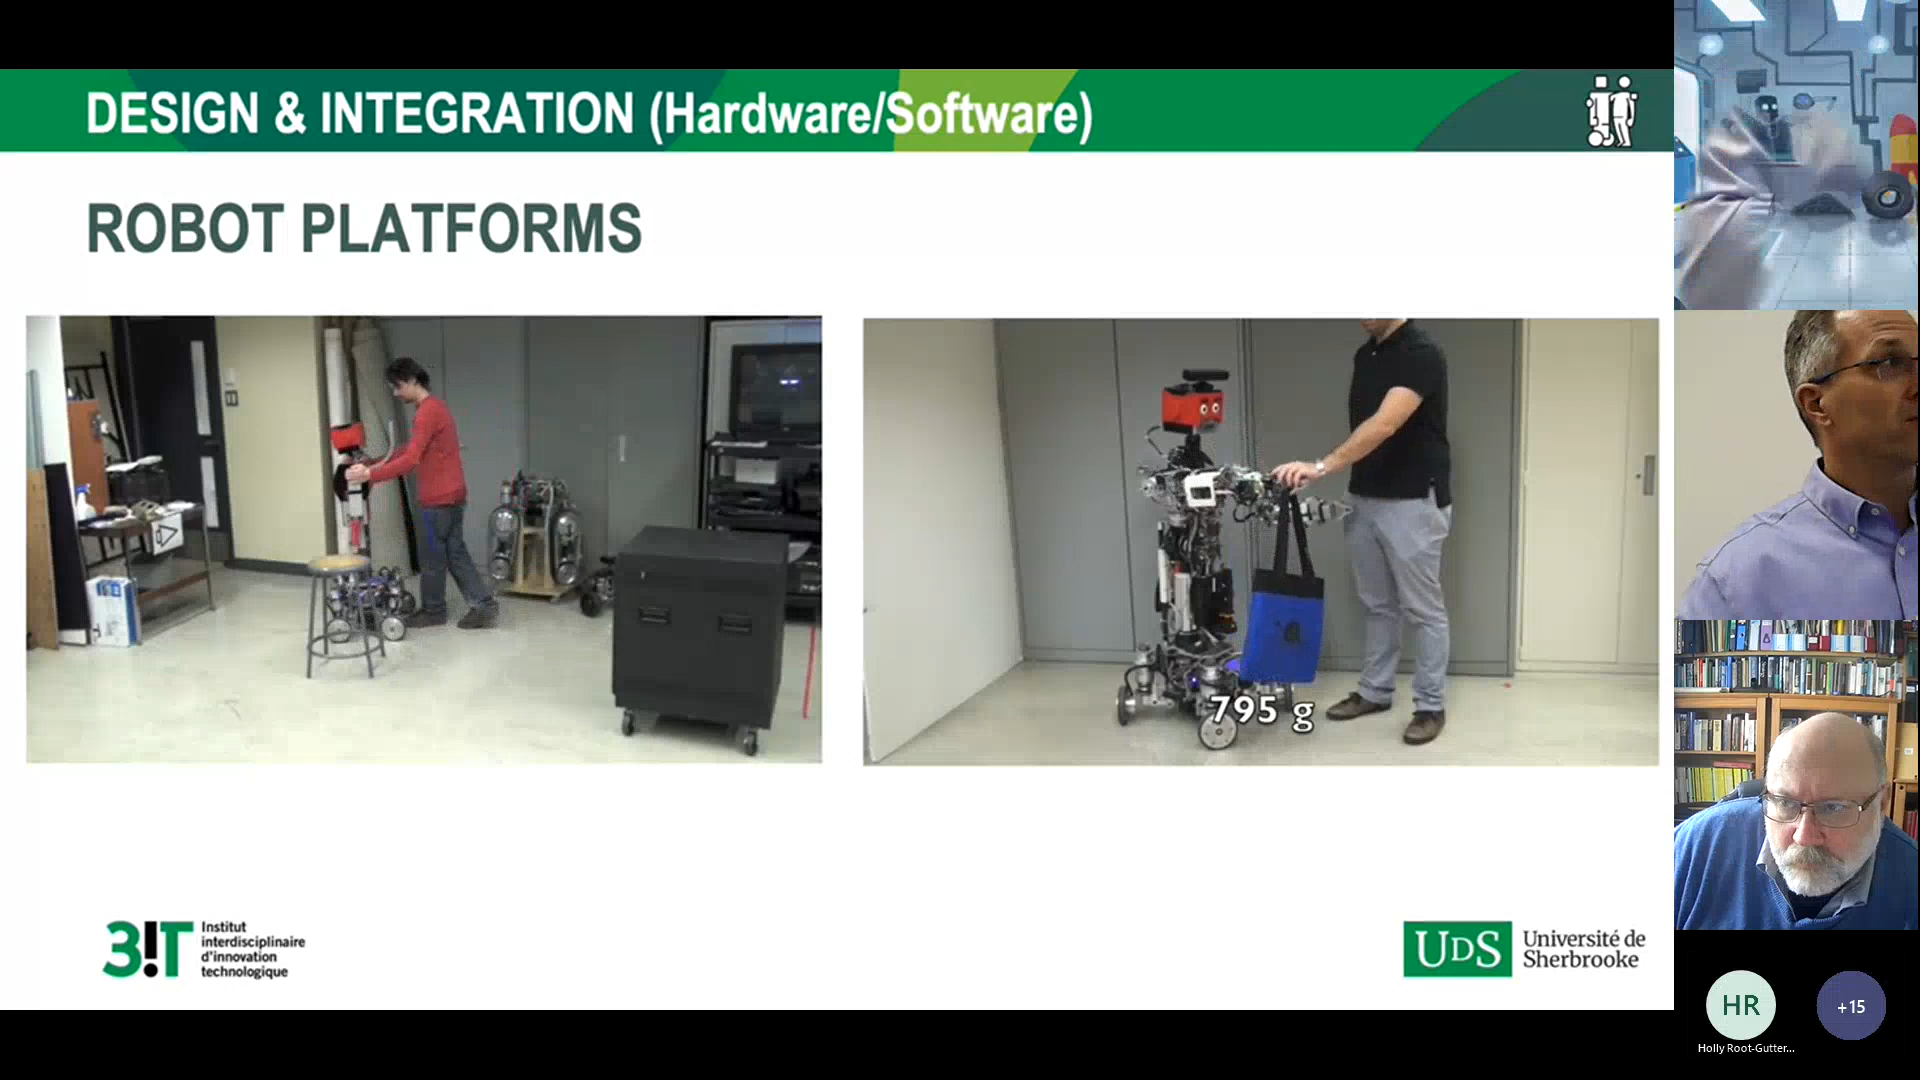 DESIGN & INTEGRATION (Hardware/Software)
ROBOT PLATFORMS
795 g
3!T
Institut
interdisciplinaire
d'innovation
technologique
UDS
Université de
Sherbrooke
HR
+15
Holly Root-Gutter...